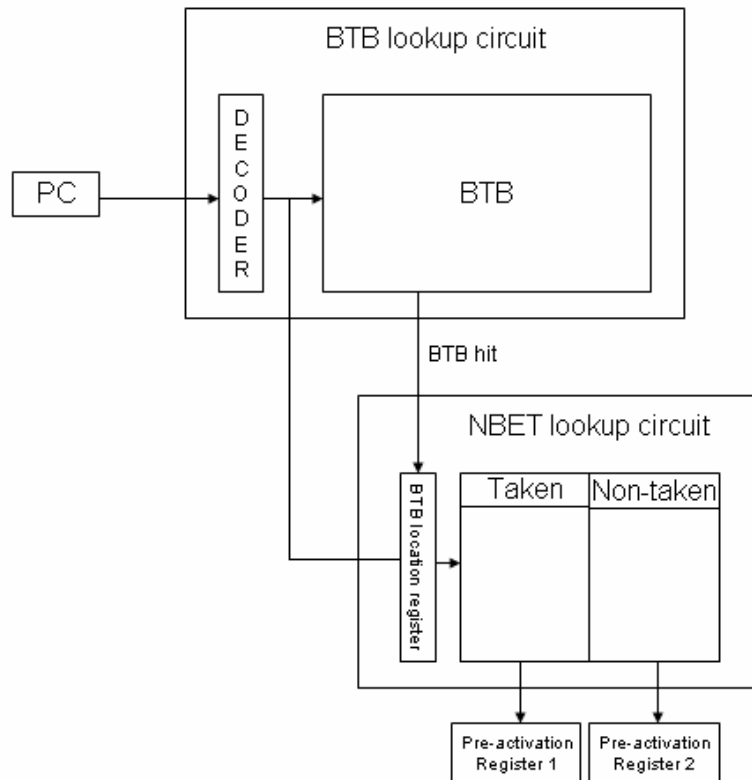 BTB lookup circuit
DECODER
PC
BTB
BTB hit
NBET lookup circuit
BTB location register
Taken
Non-taken
Pre-activation
Register 1
Pre-activation
Register 2